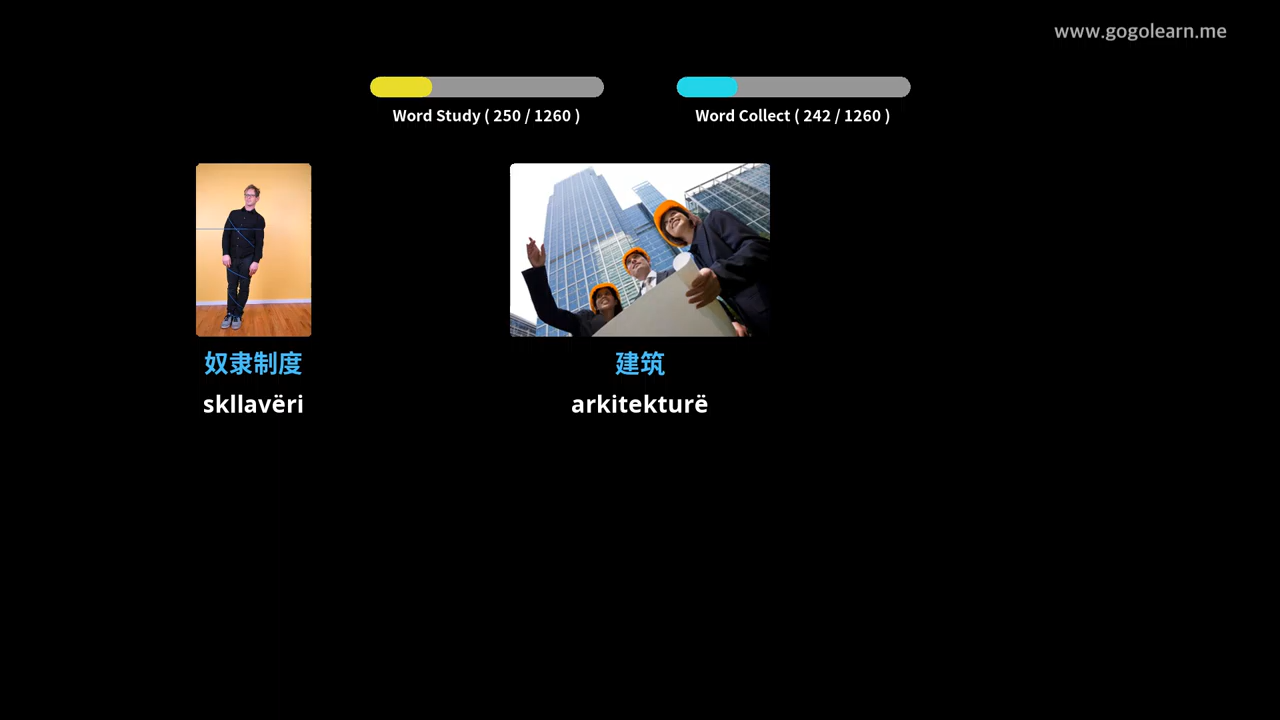 www.gogolearn.me
Word Study ( 250 / 1260 )
Word Collect ( 242 / 1260 )
奴隶制度
skllavëri
建筑
arkitekturë